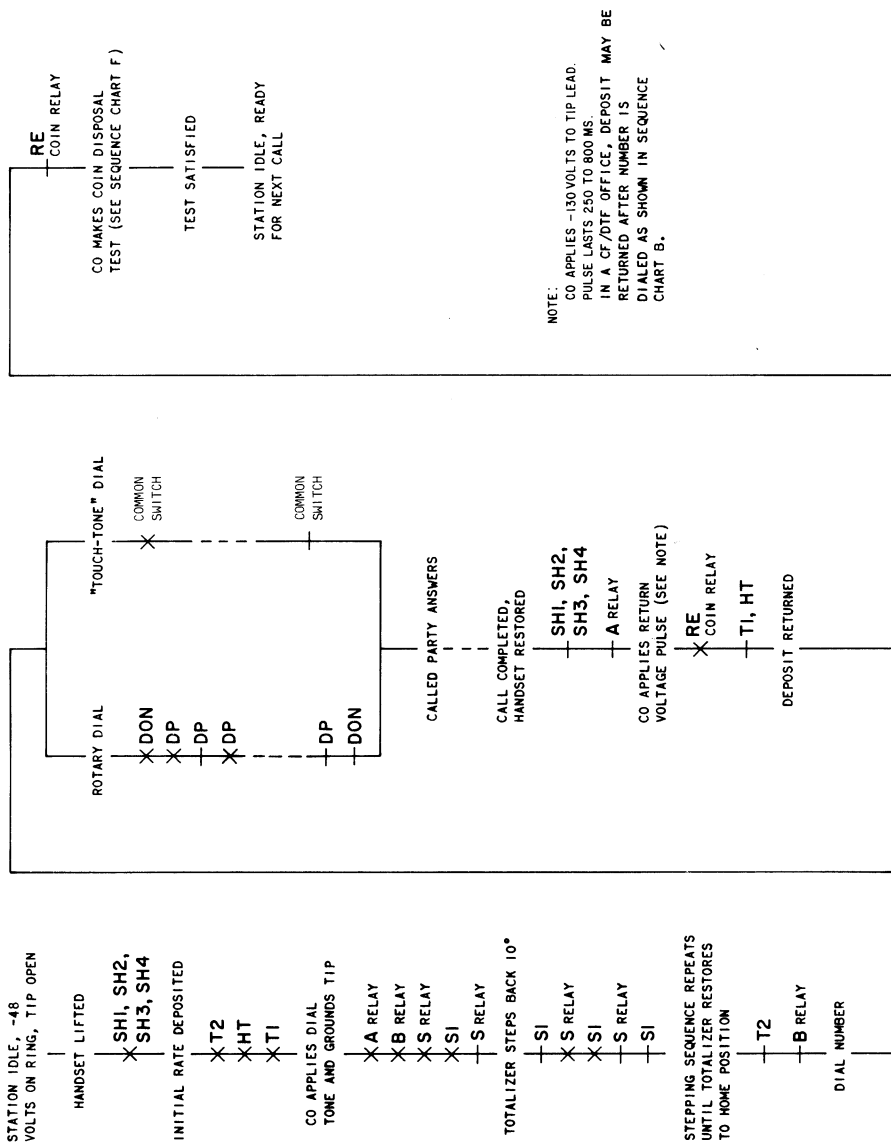 STATION IDLE, -48
VOLTS ON RING, TIP OPEN
HANDSET LIFTED
SH1, SH2,
SH3, SH4
INITIAL RATE DEPOSITED
T2
HT
T1
CO APPLIES DIAL
TONE AND GROUNDS TIP
A RELAY
B RELAY
S RELAY
S1
S RELAY
TOTALIZER STEPS BACK 10°
S1
S RELAY
S1
S RELAY
S1
STEPPING SEQUENCE REPEATS
UNTIL TOTALIZER RESTORES
TO HOME POSITION
T2
B RELAY
DIAL NUMBER
ROTARY DIAL
DON
DP
DP
DP
DP
DON
"TOUCH-TONE" DIAL
COMMON
SWITCH
COMMON
SWITCH
CALLED PARTY ANSWERS
CALL COMPLETED,
HANDSET RESTORED
SH1, SH2,
SH3, SH4
A RELAY
CO APPLIES RETURN
VOLTAGE PULSE (SEE NOTE)
RE
COIN RELAY
T1, HT
DEPOSIT RETURNED
RE
COIN RELAY
CO MAKES COIN DISPOSAL
TEST (SEE SEQUENCE CHART F)
TEST SATISFIED
STATION IDLE, READY
FOR NEXT CALL
NOTE:
CO APPLIES -130 VOLTS TO TIP LEAD.
PULSE LASTS 250 TO 800 MS.
IN A CF/DTF OFFICE, DEPOSIT MAY BE
RETURNED AFTER NUMBER IS
DIALED AS SHOWN IN SEQUENCE
CHART B.